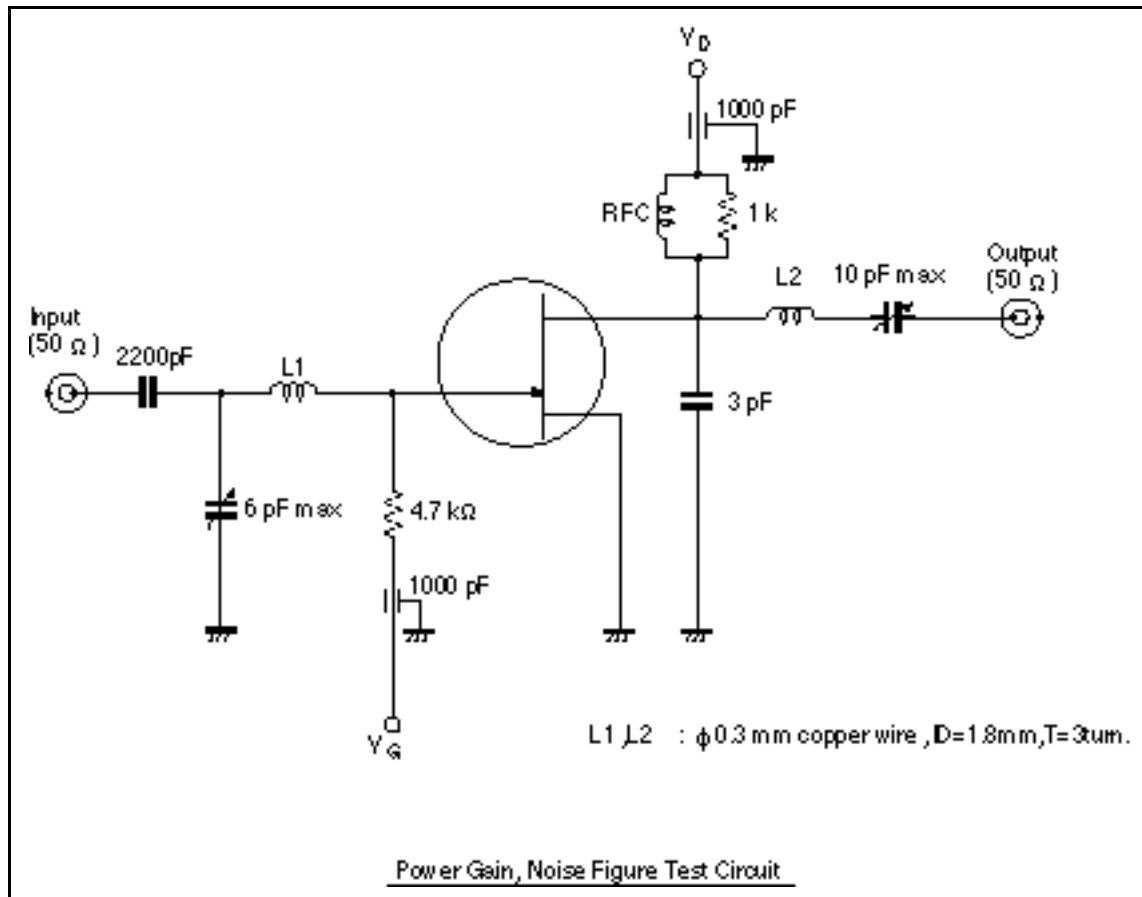 VD
1000 pF
RFC
1 k
Output
(50 Ω)
L2
10 pF max
Input
(50 Ω)
2200pF
L1
3 pF
6 pF max
4.7 kΩ
1000 pF
VG
L1,L2 : ϕ0.3 mm copper wire ,ID=1.8mm,T=3turn.
Power Gain, Noise Figure Test Circuit